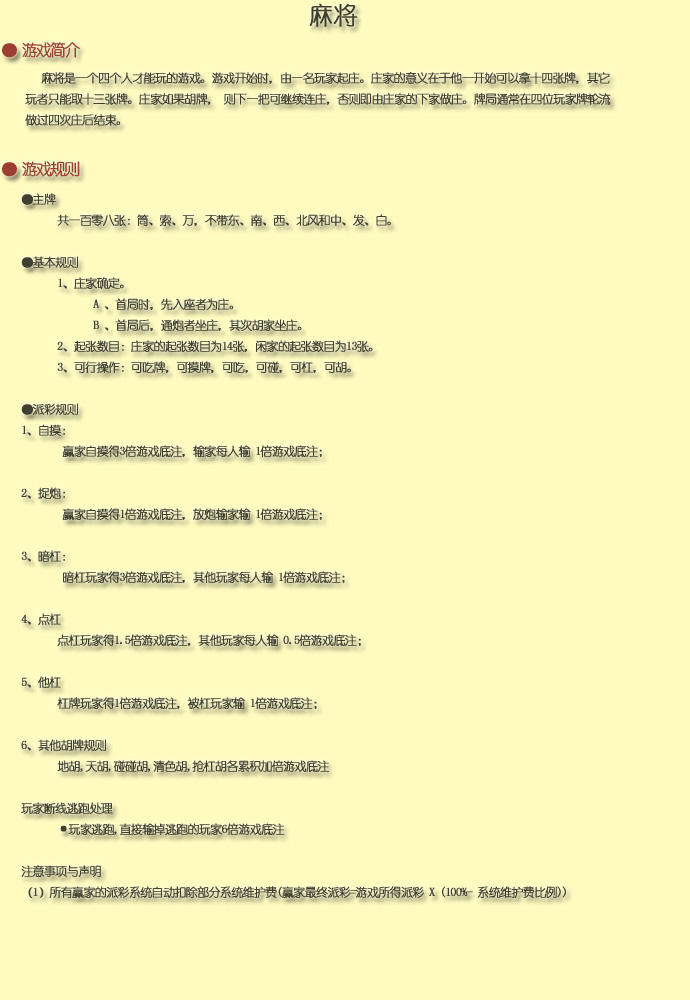 麻将
● 游戏简介
麻将是一个四个人才能玩的游戏。游戏开始时, 由一名玩家起庄。庄家的意义在于他一开始可以拿十四张牌, 其它
玩者只能取十三张牌。庄家如果胡牌, 则下一把可继续连庄, 否则即由庄家的下家做庄。牌局通常在四位玩家牌轮流
做过四次庄后结束。
● 游戏规则
●主牌
共一百零八张: 筒、索、万, 不带东、南、西、北风和中、发、白。
●基本规则
1、庄家确定。
A 、首局时, 先入座者为庄。
B 、首局后, 通炮者坐庄, 其次胡家坐庄。
2、起张数目: 庄家的起张数目为14张, 闲家的起张数目为13张。
3、可行操作: 可吃牌, 可摸牌, 可吃, 可碰, 可杠, 可胡。
●派彩规则
1、自摸:
赢家自摸得3倍游戏底注, 输家每人输 1倍游戏底注;
2、捉炮:
赢家自摸得1倍游戏底注, 放炮输家输 1倍游戏底注;
3、暗杠:
暗杠玩家得3倍游戏底注, 其他玩家每人输 1倍游戏底注;
4、点杠
点杠玩家得1.5倍游戏底注, 其他玩家每人输 0.5倍游戏底注;
5、他杠
杠牌玩家得1倍游戏底注, 被杠玩家输 1倍游戏底注;
6、其他胡牌规则
地胡,天胡,碰碰胡,清色胡,抢杠胡各累积加倍游戏底注
玩家断线逃跑处理
●玩家逃跑,直接输掉逃跑的玩家6倍游戏底注
注意事项与声明
(1) 所有赢家的派彩系统自动扣除部分系统维护费(赢家最终派彩=游戏所得派彩 X (100%- 系统维护费比例))